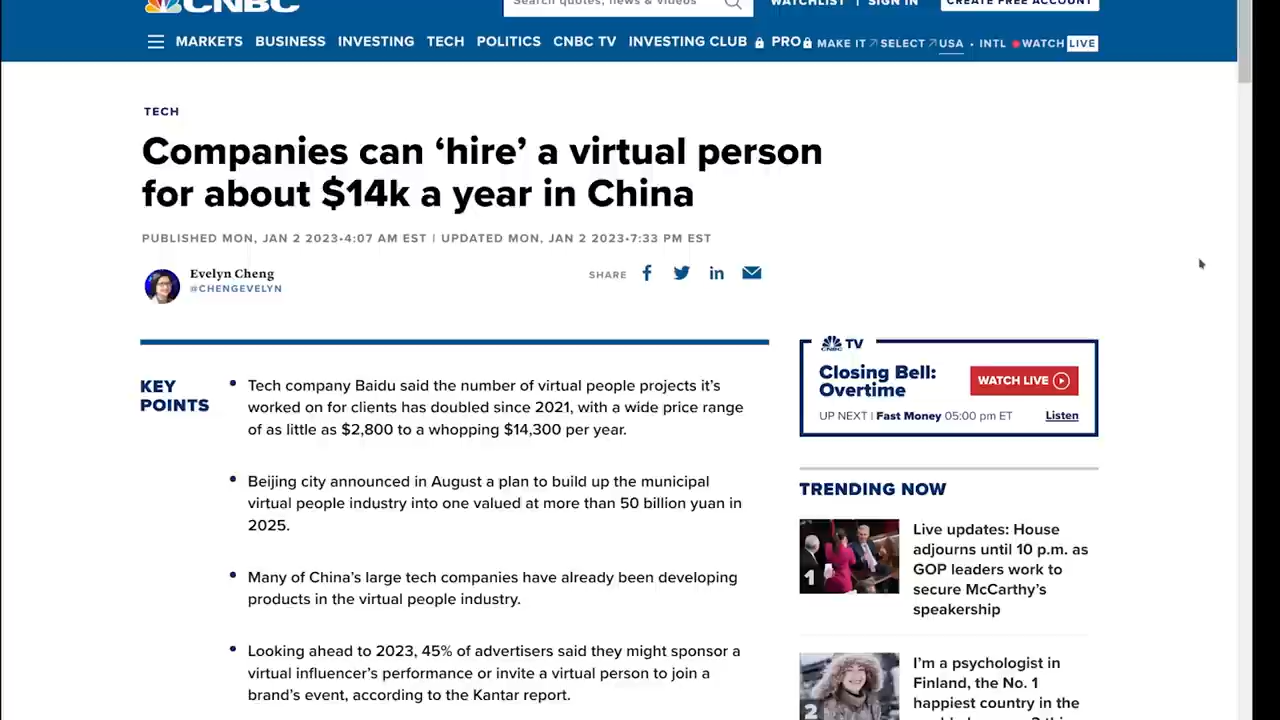 CNBC
Search quotes, news & videos
WATCHLIST | SIGN IN
CREATE FREE ACCOUNT
MARKETS BUSINESS INVESTING TECH POLITICS CNBC TV INVESTING CLUB PRO MAKE IT SELECT USA • INTL WATCH LIVE
TECH
Companies can ‘hire’ a virtual person
for about $14k a year in China
PUBLISHED MON, JAN 2 2023•4:07 AM EST | UPDATED MON, JAN 2 2023•7:33 PM EST
Evelyn Cheng
@CHENGEVELYN
SHARE
KEY
POINTS
• Tech company Baidu said the number of virtual people projects it’s
worked on for clients has doubled since 2021, with a wide price range
of as little as $2,800 to a whopping $14,300 per year.
• Beijing city announced in August a plan to build up the municipal
virtual people industry into one valued at more than 50 billion yuan in
2025.
• Many of China’s large tech companies have already been developing
products in the virtual people industry.
• Looking ahead to 2023, 45% of advertisers said they might sponsor a
virtual influencer’s performance or invite a virtual person to join a
brand’s event, according to the Kantar report.
CNBC TV
Closing Bell:
Overtime
WATCH LIVE
UP NEXT | Fast Money 05:00 pm ET
Listen
TRENDING NOW
1
Live updates: House
adjourns until 10 p.m. as
GOP leaders work to
secure McCarthy’s
speakership
2
I’m a psychologist in
Finland, the No. 1
happiest country in the